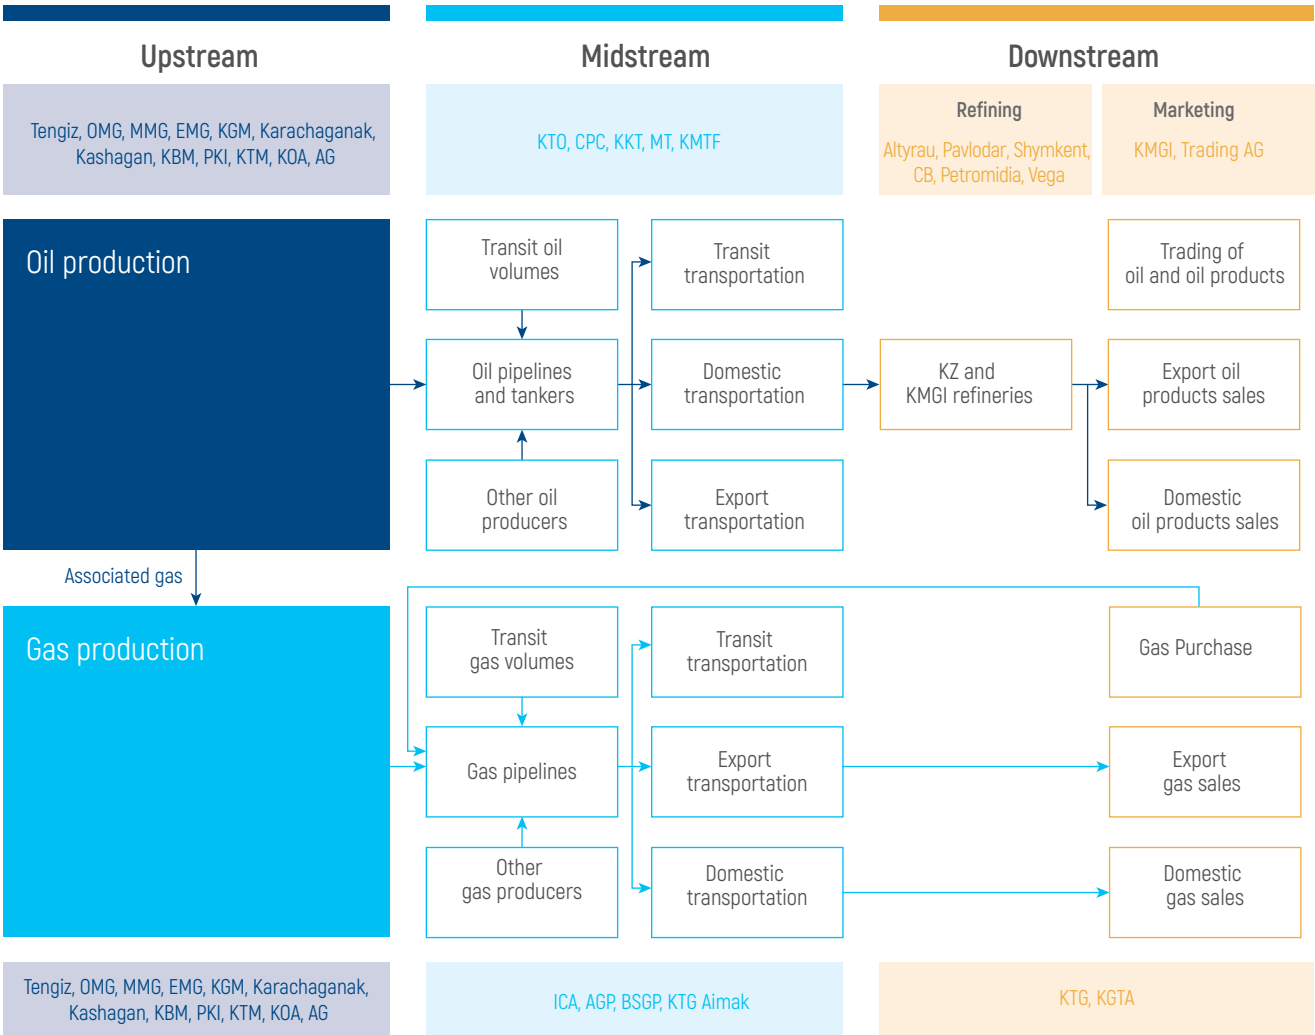 Upstream
Midstream
Downstream
Tengiz, OMG, MMG, EMG, KGM, Karachaganak,
Kashagan, KBM, PKI, KTM, KOA, AG
KTO, CPC, KKT, MT, KMTF
Refining
Altyrau, Pavlodar, Shymkent,
CB, Petromidia, Vega
Marketing
KMGI, Trading AG
Oil production
Transit oil
volumes
Transit
transportation
Trading of
oil and oil products
Oil pipelines
and tankers
Domestic
transportation
KZ and
KMGI refineries
Export oil
products sales
Other oil
producers
Export
transportation
Domestic
oil products sales
Associated gas
Gas production
Transit
gas volumes
Transit
transportation
Gas Purchase
Gas pipelines
Export
transportation
Export
gas sales
Other
gas producers
Domestic
transportation
Domestic
gas sales
Tengiz, OMG, MMG, EMG, KGM, Karachaganak,
Kashagan, KBM, PKI, KTM, KOA, AG
ICA, AGP, BSGP, KTG Aimak
KTG, KGTA